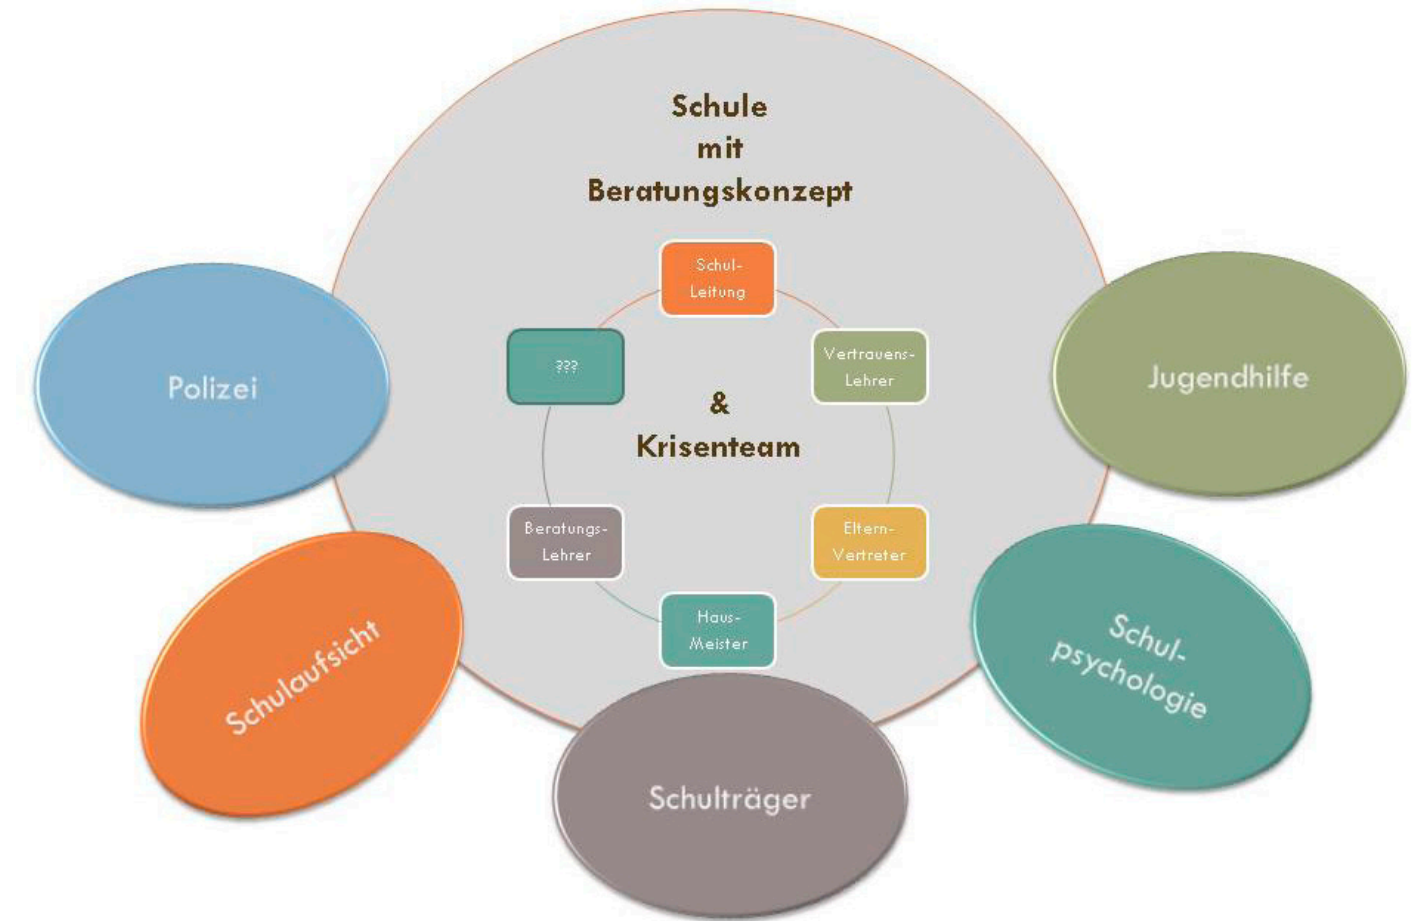 Schule
mit
Beratungskonzept
Schul-
Leitung
???
Vertrauens-
Lehrer
&
Krisenteam
Beratungs-
Lehrer
Eltern-
Vertreter
Haus-
Meister
Polizei
Jugendhilfe
Schulaufsicht
Schul-
psychologie
Schulträger